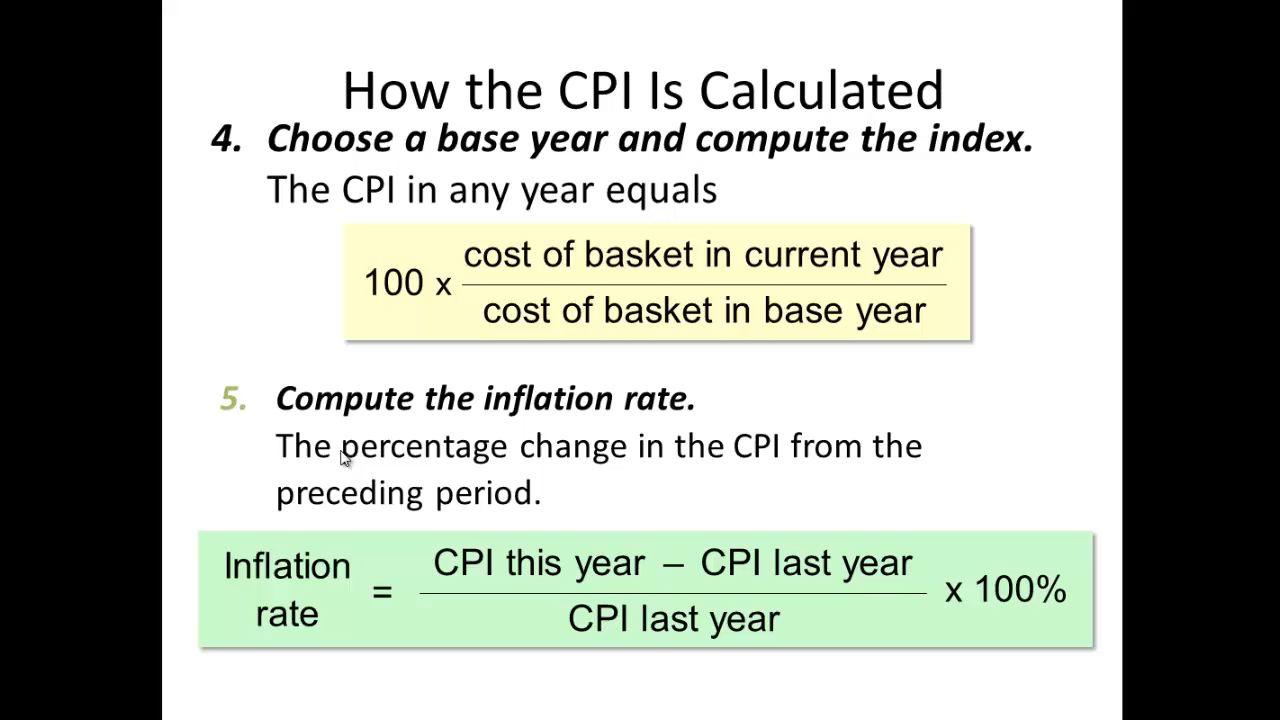 How the CPI Is Calculated
4. Choose a base year and compute the index.
The CPI in any year equals
100 x cost of basket in current year
cost of basket in base year
5. Compute the inflation rate.
The percentage change in the CPI from the
preceding period.
Inflation rate = CPI this year – CPI last year
CPI last year
x 100%